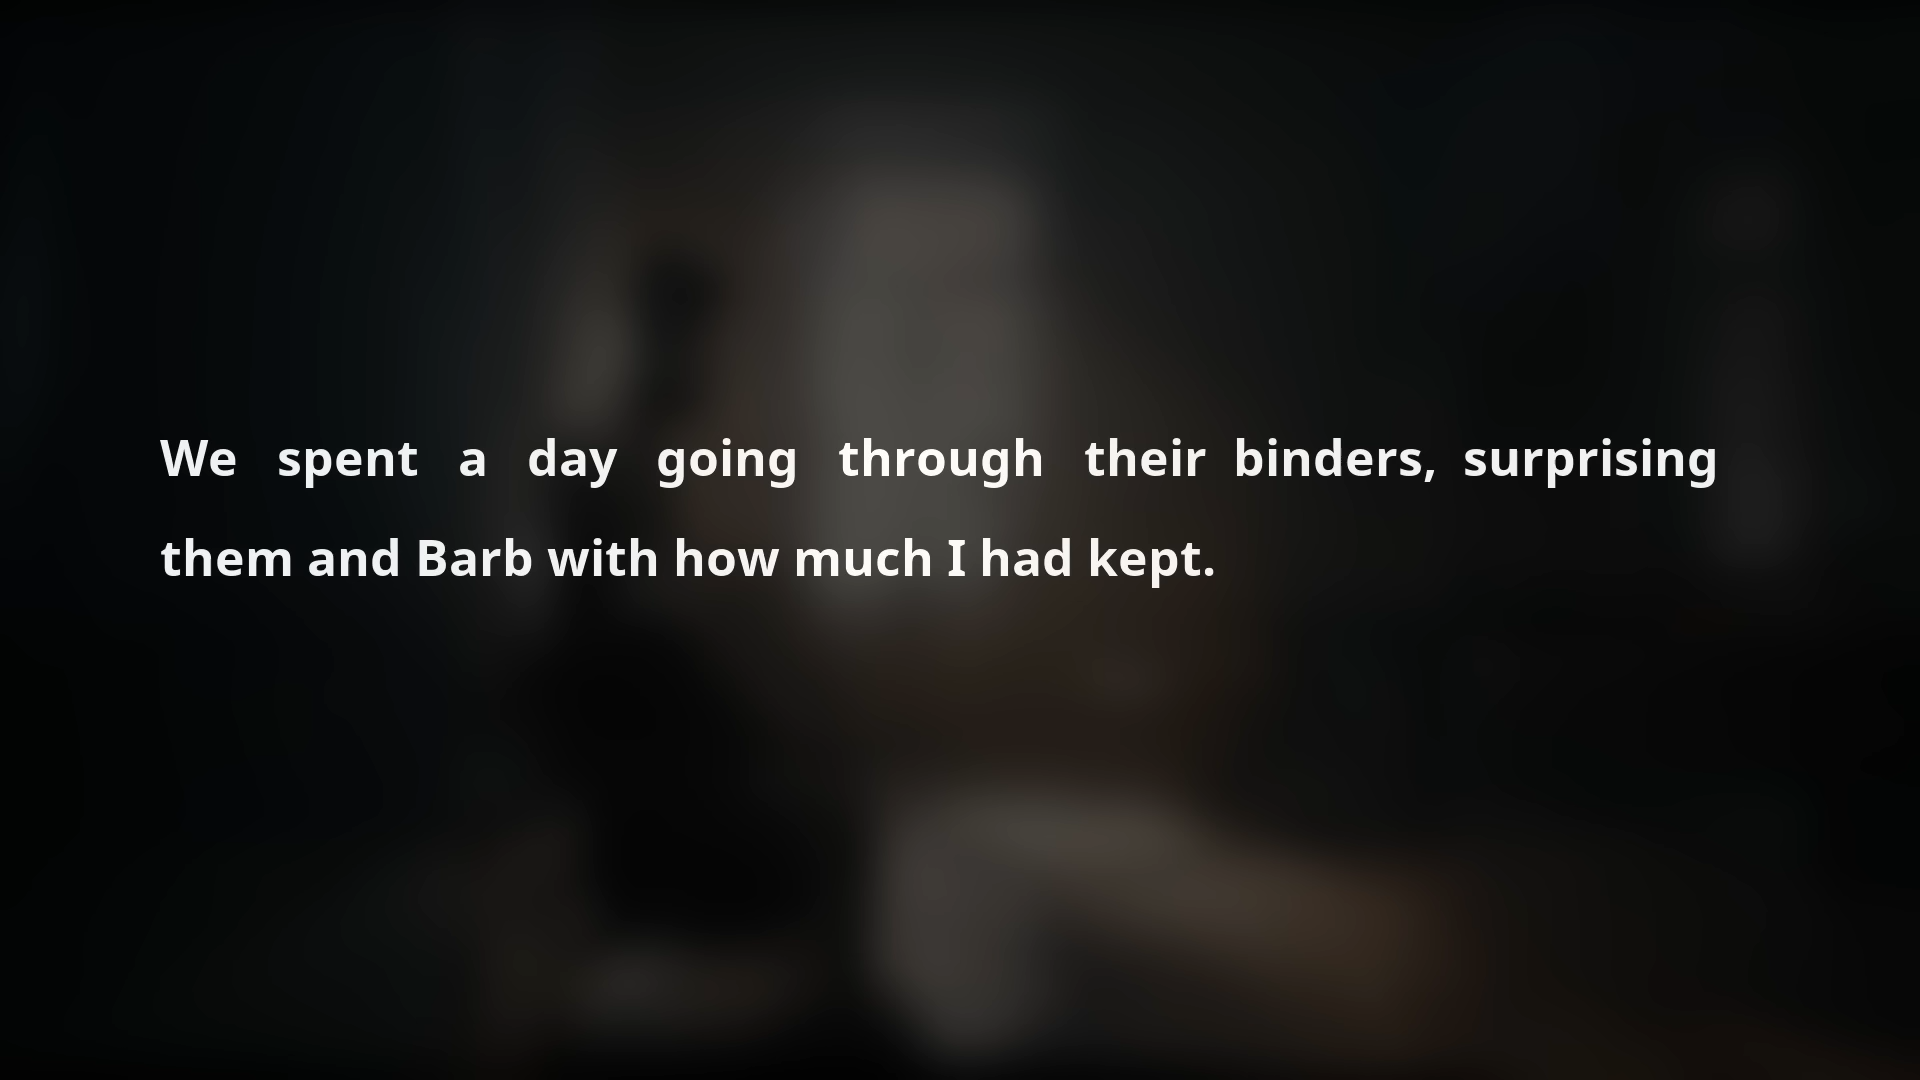 We spent a day going through their binders, surprising
them and Barb with how much I had kept.